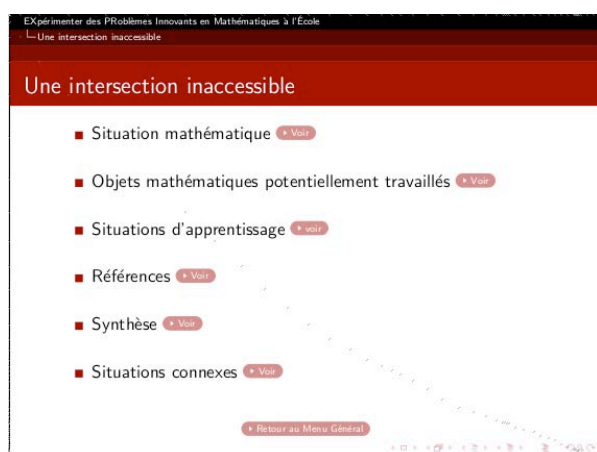 EXpérimenter des PRoblèmes Innovants en Mathématiques à l'École
Une intersection inaccessible
Une intersection inaccessible
Situation mathématique Voir
Objets mathématiques potentiellement travaillés Voir
Situations d'apprentissage voir
Références Voir
Synthèse Voir
Situations connexes Voir
Retour au Menu Général